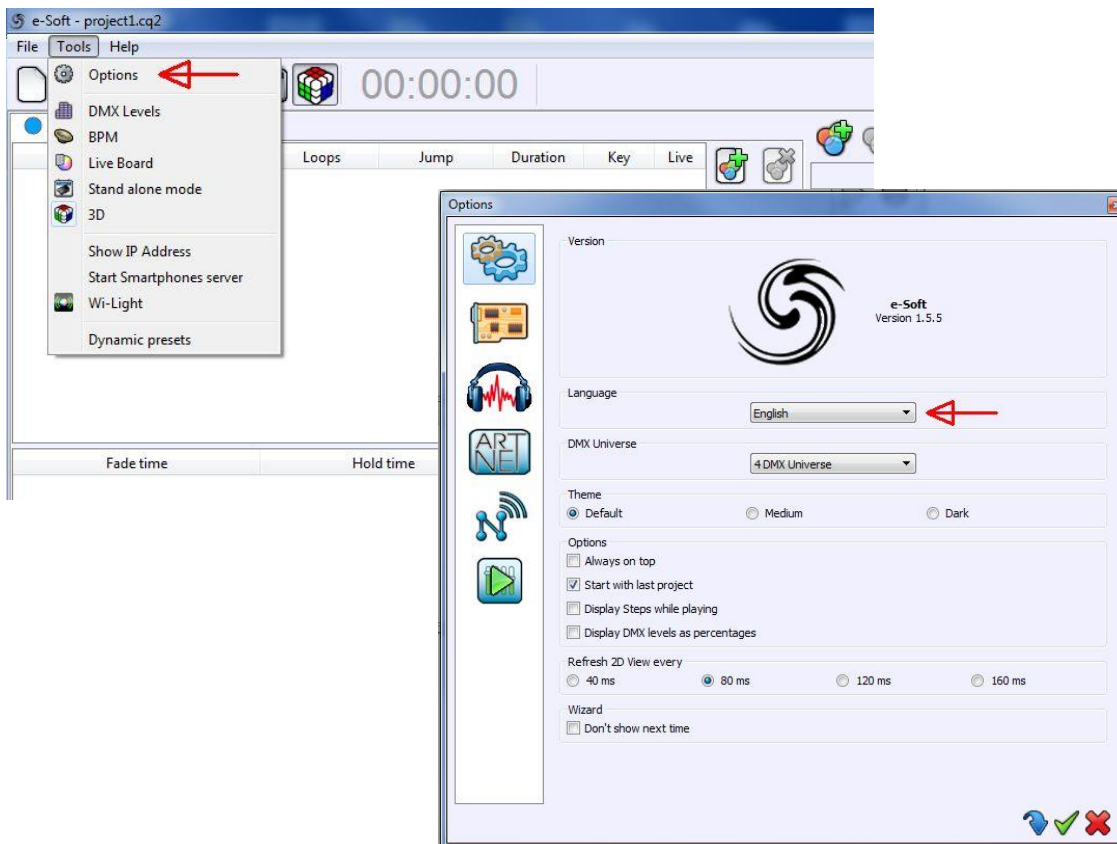 e-Soft - project1.cq2
File Tools Help
Options
00:00:00
DMX Levels
BPM
Live Board
Stand alone mode
3D
Show IP Address
Start Smartphones server
Wi-Light
Dynamic presets
Loops Jump Duration Key Live
Fade time Hold time
Options
Version
e-Soft
Version 1.5.5
Language
English
DMX Universe
4 DMX Universe
Theme
Default Medium Dark
Options
Always on top
Start with last project
Display Steps while playing
Display DMX levels as percentages
Refresh 2D View every
40 ms 80 ms 120 ms 160 ms
Wizard
Don't show next time
ART
NET